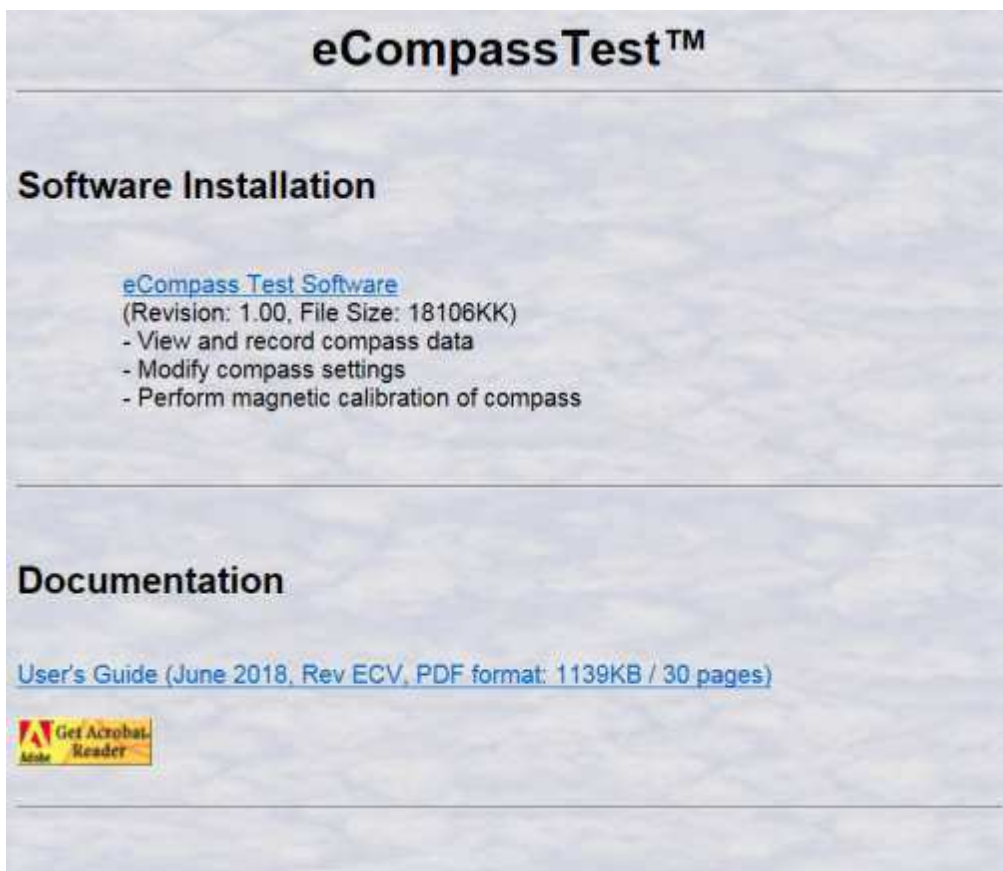 eCompassTest™
Software Installation
eCompass Test Software
(Revision: 1.00, File Size: 18106KK)
- View and record compass data
- Modify compass settings
- Perform magnetic calibration of compass
Documentation
User's Guide (June 2018, Rev ECV, PDF format: 1139KB / 30 pages)
Get Acrobat
Reader
Adobe